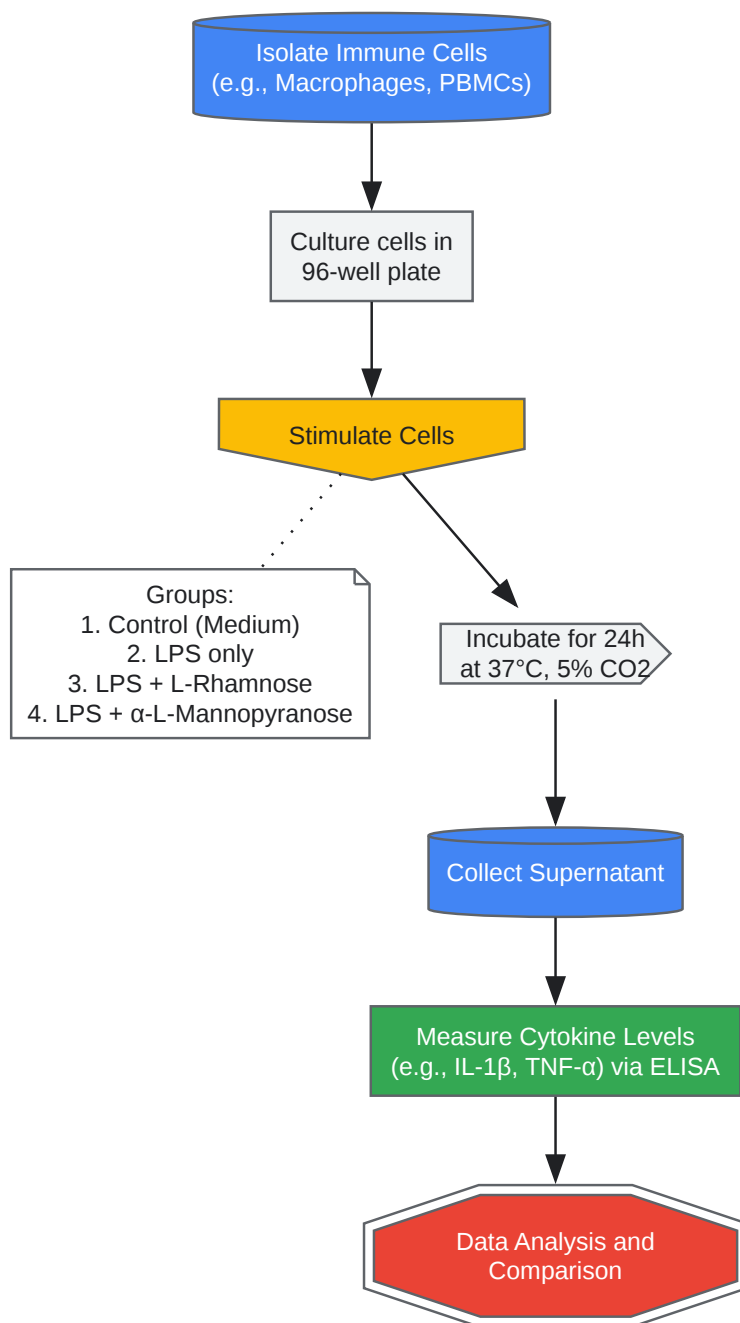 Isolate Immune Cells
(e.g., Macrophages, PBMCs)
Culture cells in
96-well plate
Stimulate Cells
Groups:
1. Control (Medium)
2. LPS only
3. LPS + L-Rhamnose
4. LPS + α-L-Mannopyranose
Incubate for 24h
at 37°C, 5% CO2
Collect Supernatant
Measure Cytokine Levels
(e.g., IL-1β, TNF-α) via ELISA
Data Analysis and
Comparison